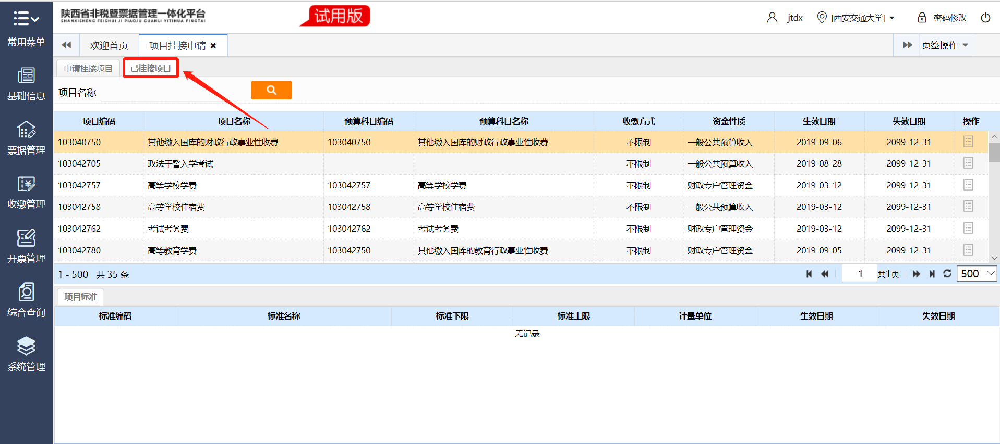 陕西省非税暨票据管理一体化平台
SHANXISHENG FEISHUI JI PIAOJU GUANLI YITIHUA PINGTAI
试用版
jtdx [西安交通大学] 密码修改
常用菜单
基础信息
票据管理
收缴管理
开票管理
综合查询
系统管理
欢迎首页 项目挂接申请 页签操作
申请挂接项目 已挂接项目
项目名称
项目编码 项目名称 预算科目编码 预算科目名称 收缴方式 资金性质 生效日期 失效日期 操作
103040750 其他缴入国库的财政行政事业性收费 103040750 其他缴入国库的财政行政事业性收费 不限制 一般公共预算收入 2019-09-06 2099-12-31
103042705 政法干警入学考试 不限制 一般公共预算收入 2019-08-28 2099-12-31
103042757 高等学校学费 103042757 高等学校学费 不限制 财政专户管理资金 2019-03-12 2099-12-31
103042758 高等学校住宿费 103042758 高等学校住宿费 不限制 一般公共预算收入 2019-03-12 2099-12-31
103042762 考试考务费 103042762 考试考务费 不限制 财政专户管理资金 2019-03-12 2099-12-31
103042780 高等教育学费 103042750 其他缴入国库的教育行政事业性收费 不限制 财政专户管理资金 2019-09-05 2099-12-31
1 - 500 共 35 条 1 共1页 500
项目标准
标准编码 标准名称 标准下限 标准上限 计量单位 生效日期 失效日期
无记录